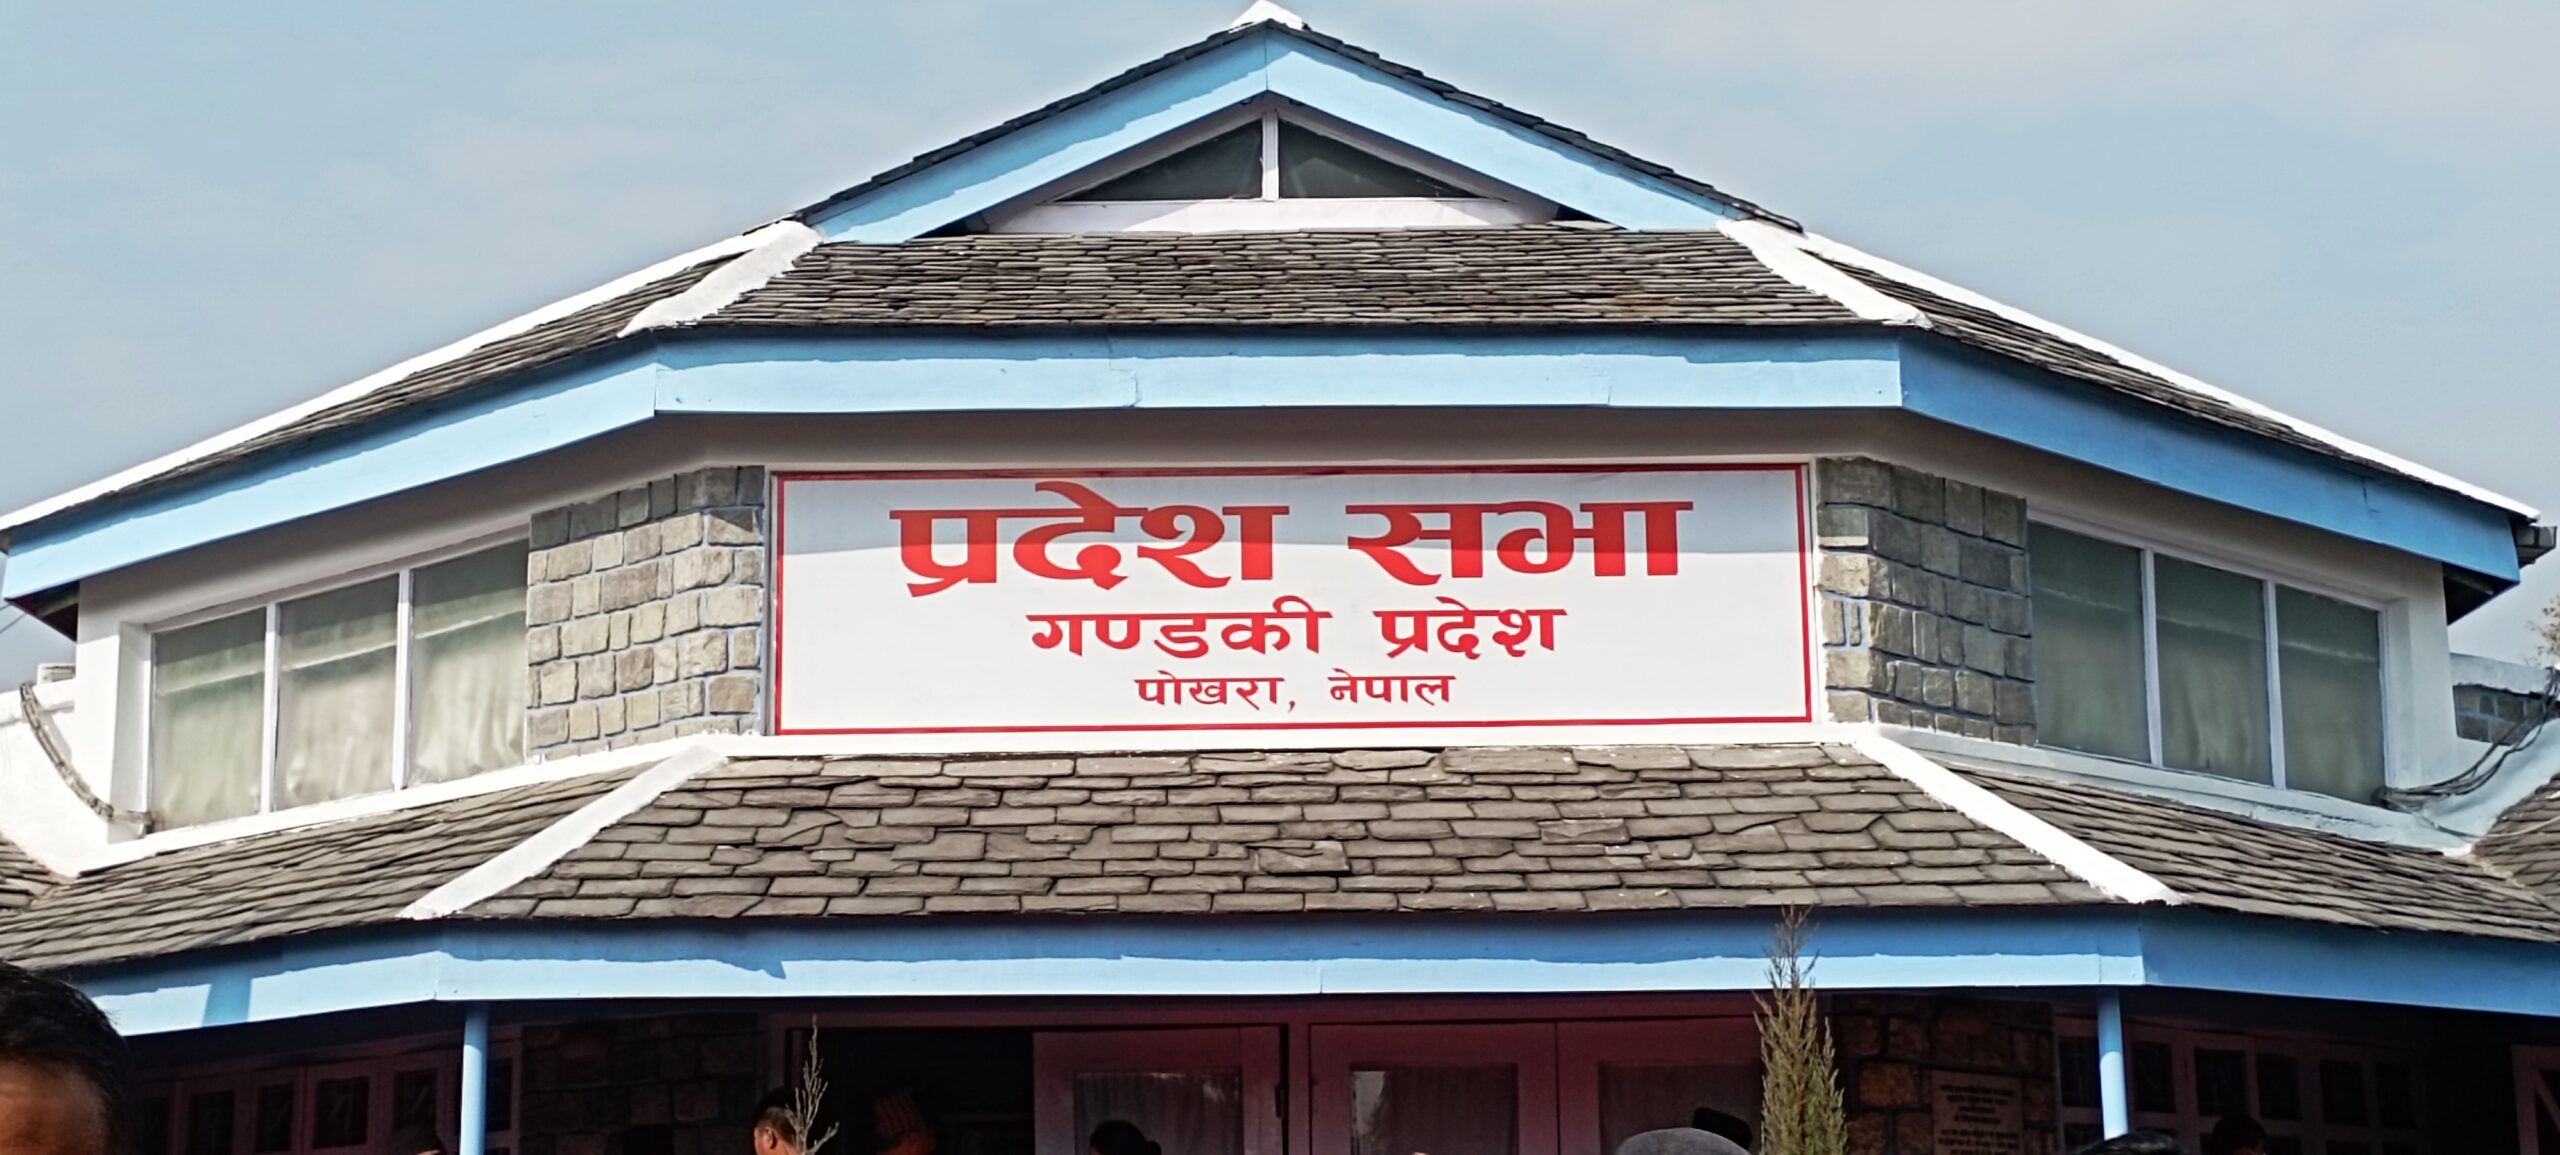 प्रदेश सभा
गण्डकी प्रदेश
पोखरा, नेपाल